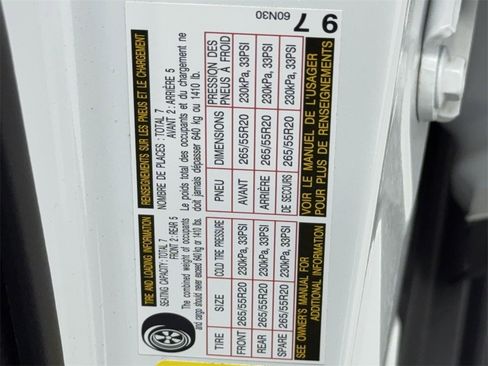 TIRE AND LOADING INFORMATION
SEATING CAPACITY : TOTAL 7
FRONT 2 : REAR 5
The combined weight of occupants
and cargo should never exceed 640 kg or 1410 lbs.
TIRE SIZE COLD TIRE PRESSURE
FRONT 265/55R20 230kPa, 33PSI
REAR 265/55R20 230kPa, 33PSI
SPARE 265/55R20 230kPa, 33PSI
SEE OWNER'S MANUAL FOR
ADDITIONAL INFORMATION
RENSEIGNEMENTS SUR LES PNEUS ET LE CHARGEMENT
NOMBRE DE PLACES : TOTAL 7
AVANT 2 : ARRIÈRE 5
Le poids total des occupants et du chargement ne
doit jamais dépasser 640 kg ou 1410 lb.
PNEU DIMENSIONS PRESSION DES
PNEUS À FROID
AVANT 265/55R20 230kPa, 33PSI
ARRIÈRE 265/55R20 230kPa, 33PSI
DE SECOURS 265/55R20 230kPa, 33PSI
VOIR LE MANUEL DE L'USAGER
POUR PLUS DE RENSEIGNEMENTS
60N30
9 7